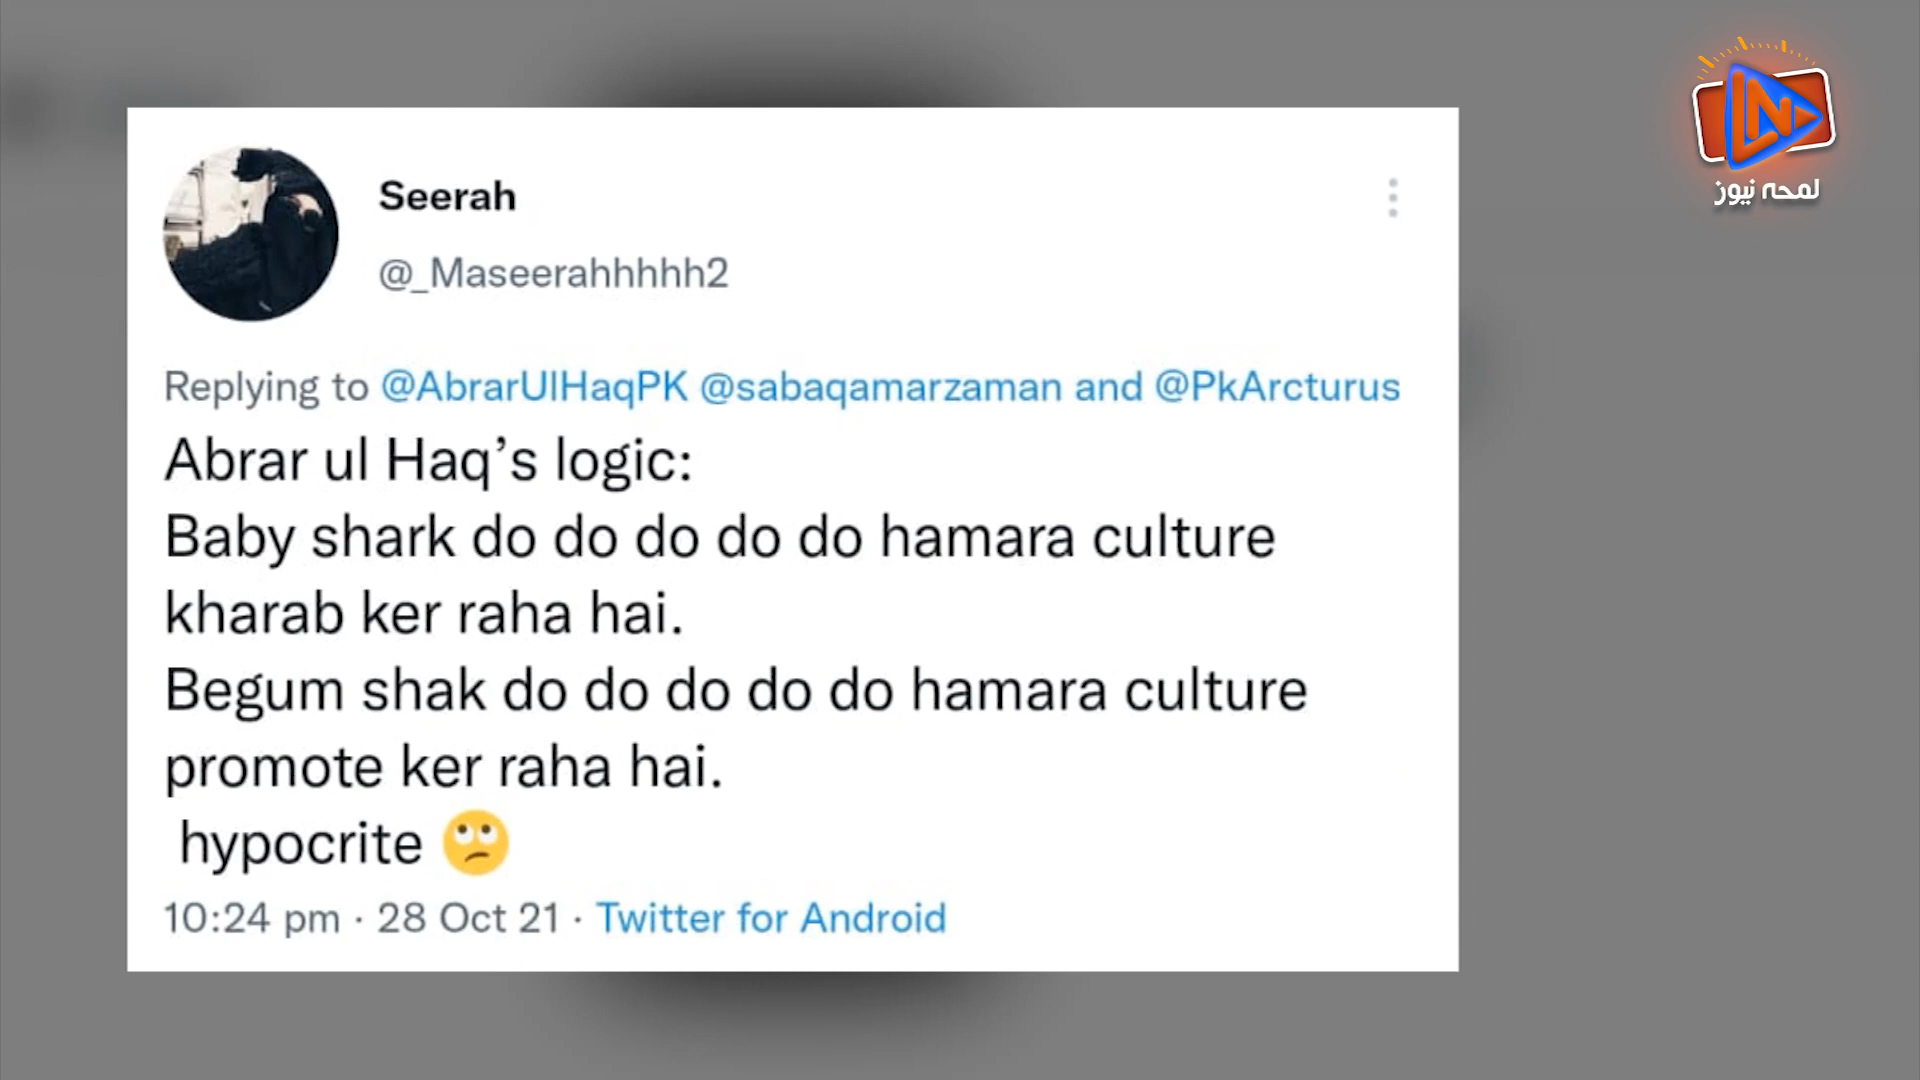 Seerah
@_Maseerahhhhh2
Replying to @AbrarUlHaqPK @sabaqamarzaman and @PkArcturus
Abrar ul Haq’s logic:
Baby shark do do do do do hamara culture
kharab ker raha hai.
Begum shak do do do do do hamara culture
promote ker raha hai.
hypocrite 🙄
10:24 pm · 28 Oct 21 · Twitter for Android
LN
لمحہ نیوز